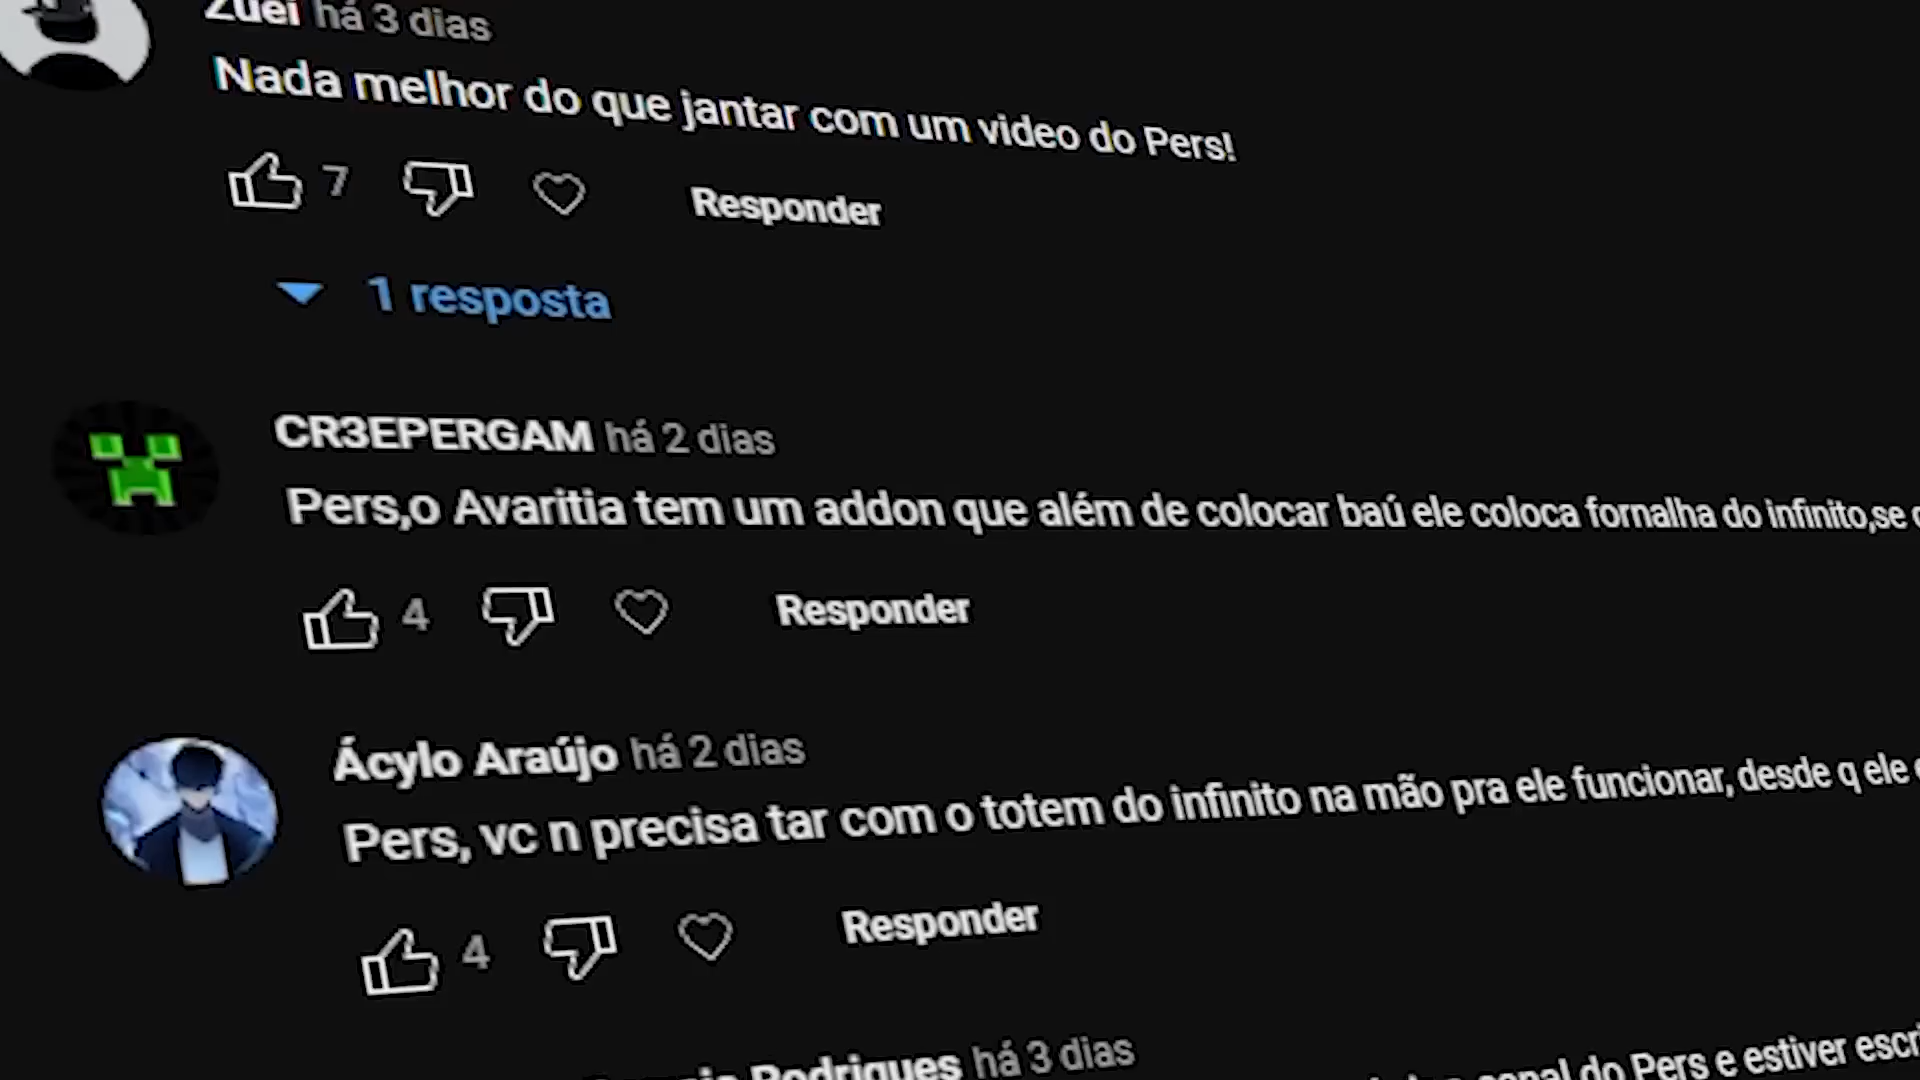 Zuei há 3 dias
Nada melhor do que jantar com um video do Pers!
7 Responder
1 resposta
CR3EPERGAM há 2 dias
Pers,o Avaritia tem um addon que além de colocar baú ele coloca fornalha do infinito,se
4 Responder
Ácylo Araújo há 2 dias
Pers, vc n precisa tar com o totem do infinito na mão pra ele funcionar, desde q ele
4 Responder
Rodrigues há 3 dias
canal do Pers e estiver